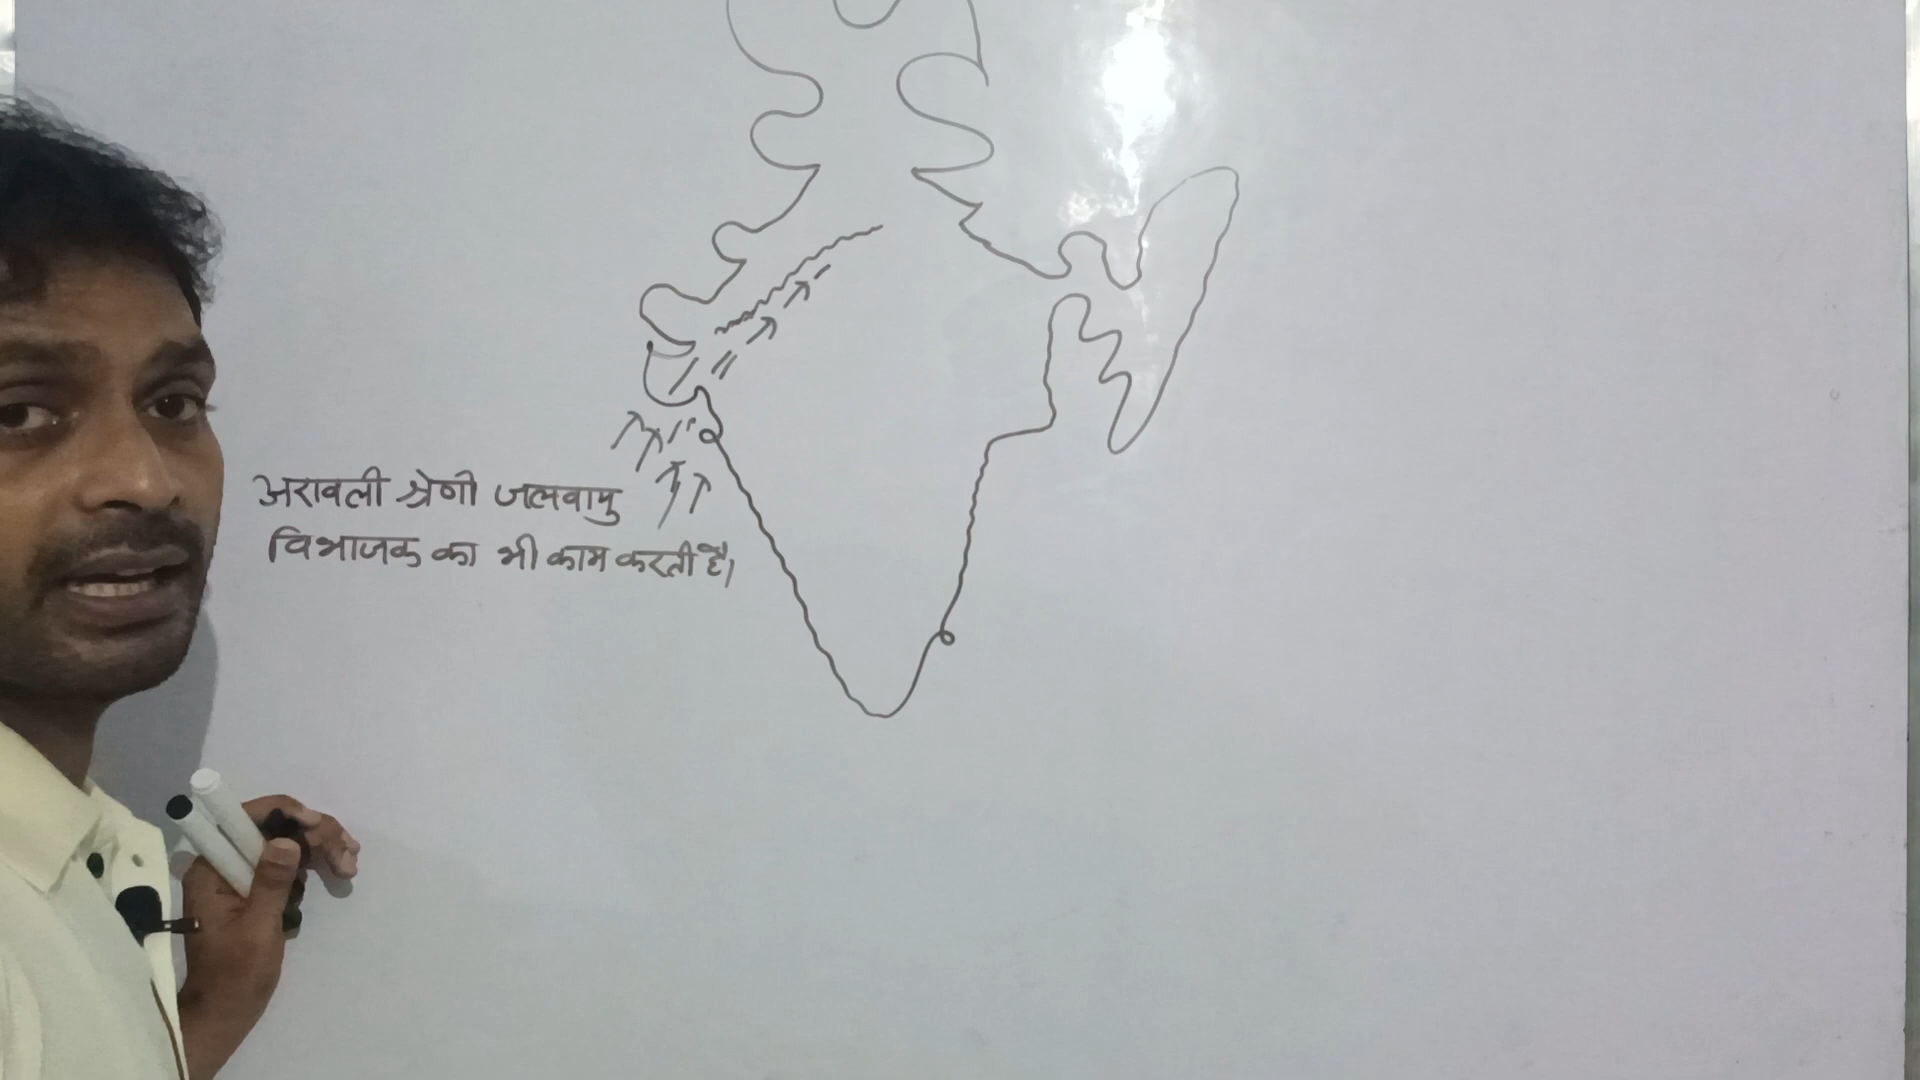 अरावली श्रेणी जलवायु
विभाजक का भी काम करती है।